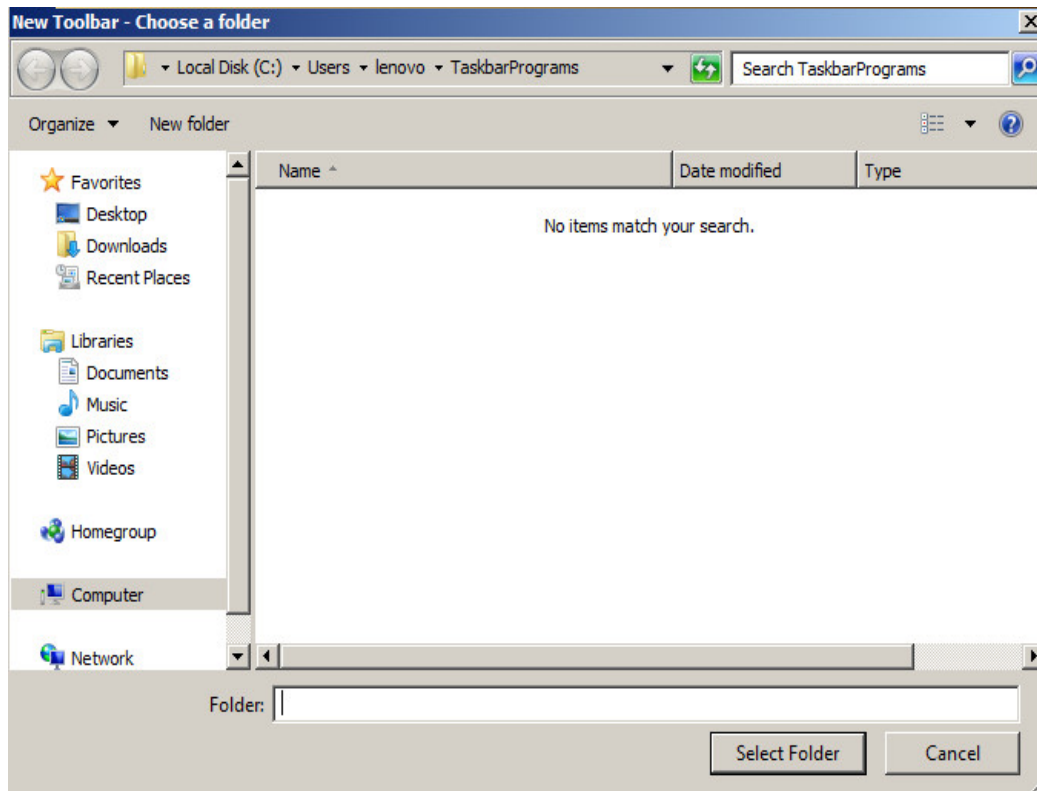 New Toolbar - Choose a folder
Local Disk (C:) Users lenovo TaskbarPrograms Search TaskbarPrograms
Organize New folder
Name Date modified Type
No items match your search.
Favorites
Desktop
Downloads
Recent Places
Libraries
Documents
Music
Pictures
Videos
Homegroup
Computer
Network
Folder:
Select Folder Cancel